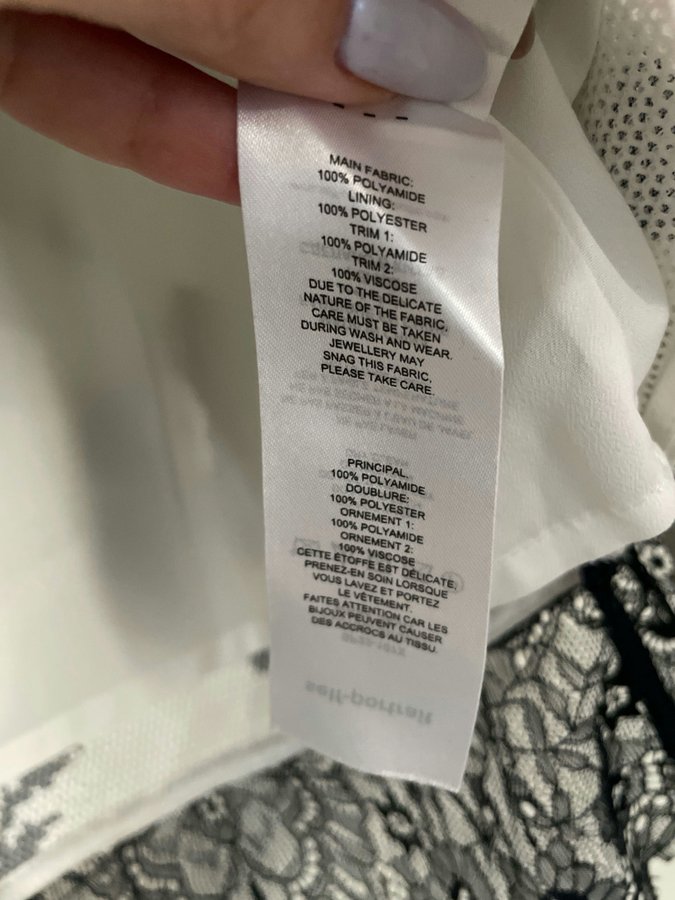 MAIN FABRIC:
100% POLYAMIDE
LINING:
100% POLYESTER
TRIM 1:
100% POLYAMIDE
TRIM 2:
100% VISCOSE
DUE TO THE DELICATE
NATURE OF THE FABRIC,
CARE MUST BE TAKEN
DURING WASH AND WEAR.
JEWELLERY MAY
SNAG THIS FABRIC,
PLEASE TAKE CARE.
PRINCIPAL.
100% POLYAMIDE
DOUBLURE:
100% POLYESTER
ORNEMENT 1:
100% POLYAMIDE
ORNEMENT 2:
100% VISCOSE
CETTE ÉTOFFE EST DÉLICATE,
PRENEZ-EN SOIN LORSQUE
VOUS LAVEZ ET PORTEZ
LE VÊTEMENT.
FAITES ATTENTION CAR LES
BIJOUX PEUVENT CAUSER
DES ACCROCS AU TISSU.
self-portrait